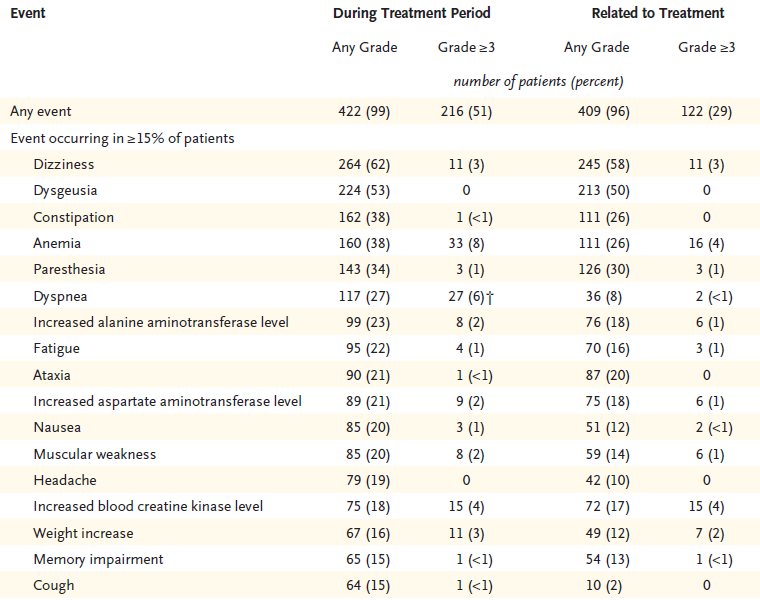 Event During Treatment Period Related to Treatment
Any Grade Grade ≥3 Any Grade Grade ≥3
number of patients (percent)
Any event 422 (99) 216 (51) 409 (96) 122 (29)
Event occurring in ≥15% of patients
Dizziness 264 (62) 11 (3) 245 (58) 11 (3)
Dysgeusia 224 (53) 0 213 (50) 0
Constipation 162 (38) 1 (<1) 111 (26) 0
Anemia 160 (38) 33 (8) 111 (26) 16 (4)
Paresthesia 143 (34) 3 (1) 126 (30) 3 (1)
Dyspnea 117 (27) 27 (6)† 36 (8) 2 (<1)
Increased alanine aminotransferase level 99 (23) 8 (2) 76 (18) 6 (1)
Fatigue 95 (22) 4 (1) 70 (16) 3 (1)
Ataxia 90 (21) 1 (<1) 87 (20) 0
Increased aspartate aminotransferase level 89 (21) 9 (2) 75 (18) 6 (1)
Nausea 85 (20) 3 (1) 51 (12) 2 (<1)
Muscular weakness 85 (20) 8 (2) 59 (14) 6 (1)
Headache 79 (19) 0 42 (10) 0
Increased blood creatine kinase level 75 (18) 15 (4) 72 (17) 15 (4)
Weight increase 67 (16) 11 (3) 49 (12) 7 (2)
Memory impairment 65 (15) 1 (<1) 54 (13) 1 (<1)
Cough 64 (15) 1 (<1) 10 (2) 0